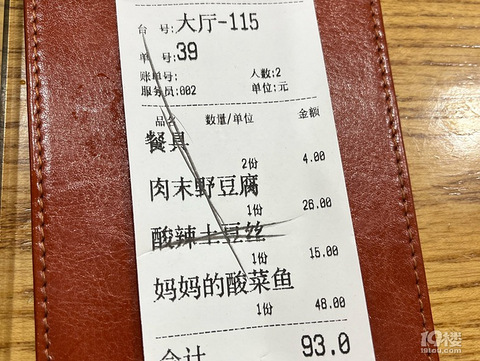 台 号:大厅-115
单 号:39
账单号: 人数:2
服务员:002 单位:元
品名 数量/单位 金额
餐具
2份 4.00
肉末野豆腐
1份 26.00
酸辣土豆丝
1份 15.00
妈妈的酸菜鱼
1份 48.00
合计 93.0
19楼
19lou.com